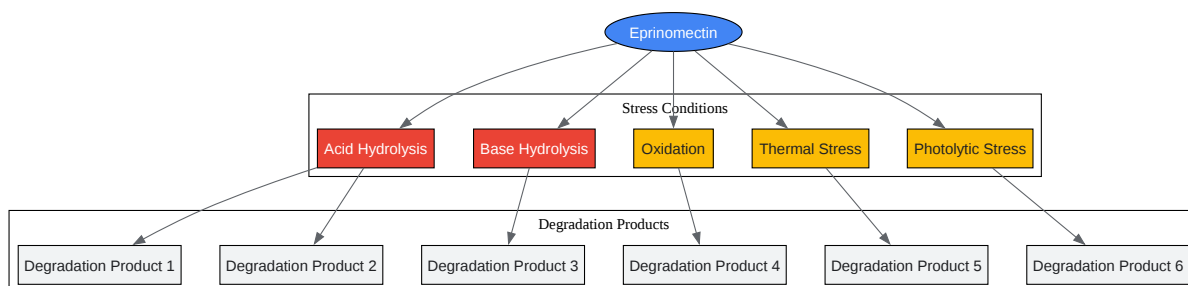 Eprinomectin
Stress Conditions
Acid Hydrolysis
Base Hydrolysis
Oxidation
Thermal Stress
Photolytic Stress
Degradation Products
Degradation Product 1
Degradation Product 2
Degradation Product 3
Degradation Product 4
Degradation Product 5
Degradation Product 6